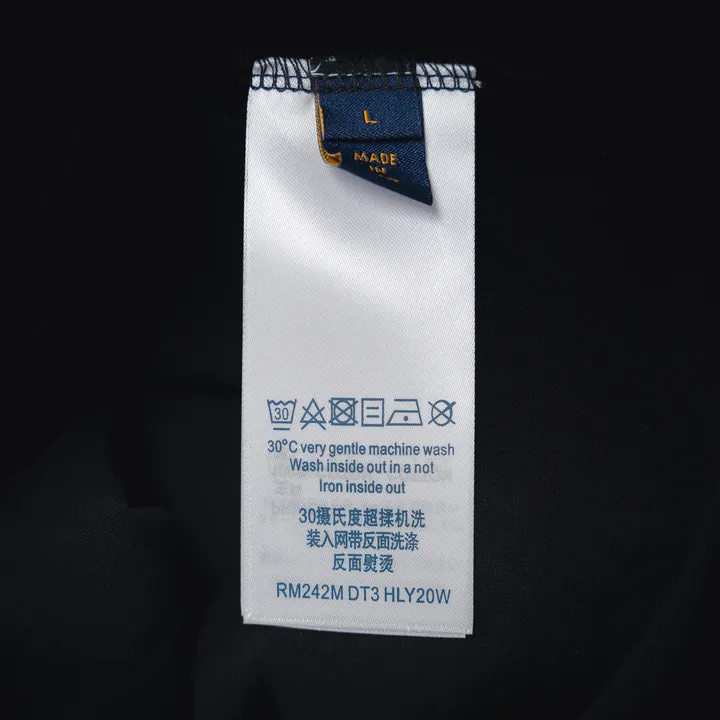 L
MADE
IN
30
30°C very gentle machine wash
Wash inside out in a not
Iron inside out
30摄氏度超揉机洗
装入网带反面洗涤
反面熨烫
RM242M DT3 HLY20W